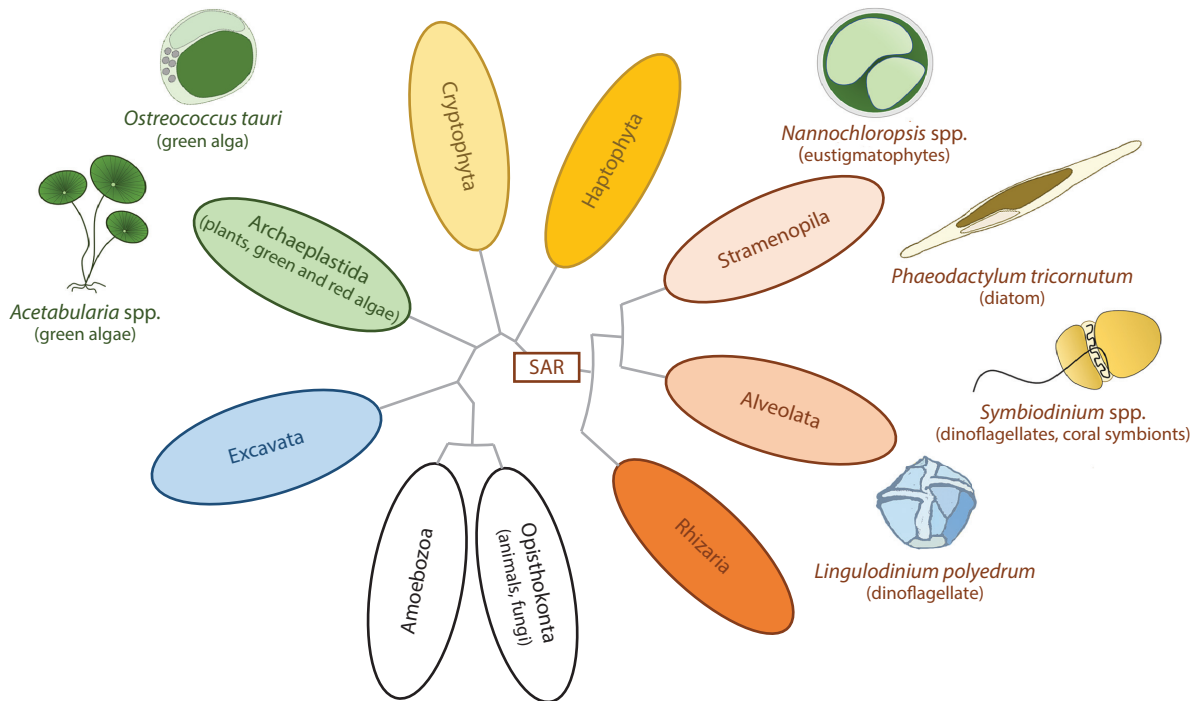 Ostreococcus tauri
(green alga)
Acetabularia spp.
(green algae)
Archaeplastida
(plants, green and red algae)
Cryptophyta
Haptophyta
Nannochloropsis spp.
(eustigmatophytes)
Stramenopila
Phaeodactylum tricornutum
(diatom)
SAR
Alveolata
Symbiodinium spp.
(dinoflagellates, coral symbionts)
Excavata
Amoebozoa
Opisthokonta
(aniimals, fungi)
Rhizaria
Lingulodinium polyedrum
(dinoflagellate)